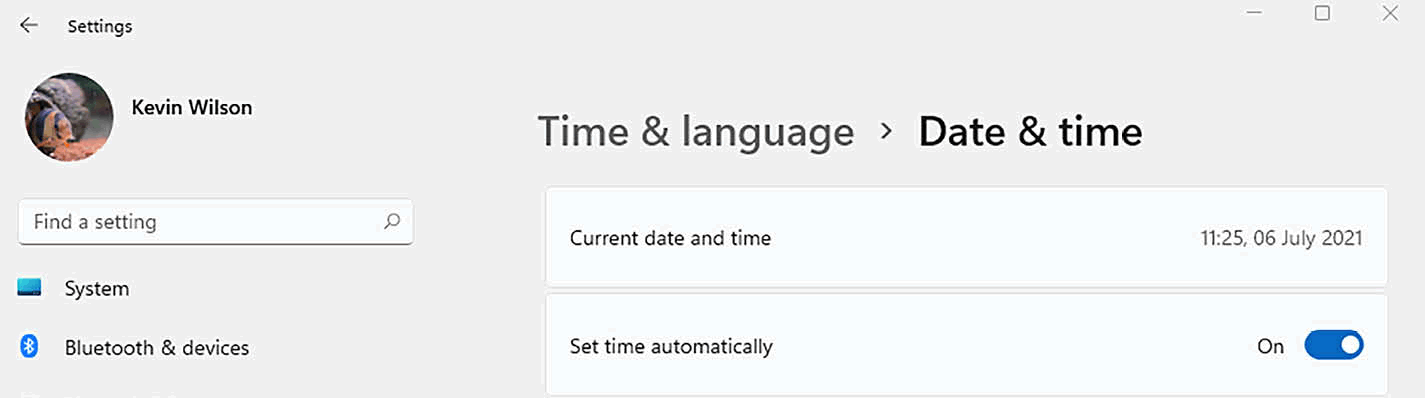 Settings
Kevin Wilson
Time & language > Date & time
Find a setting
Current date and time 11:25, 06 July 2021
System
Set time automatically On
Bluetooth & devices